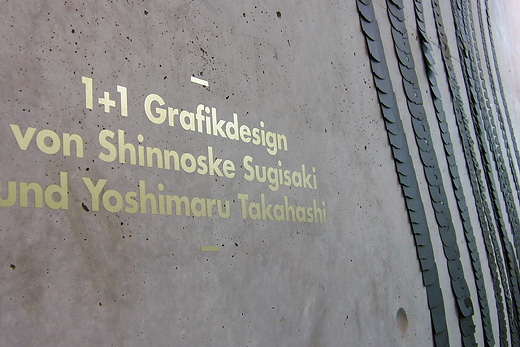 1+1 Grafikdesign
von Shinnoske Sugisaki
und Yoshimaru Takahashi